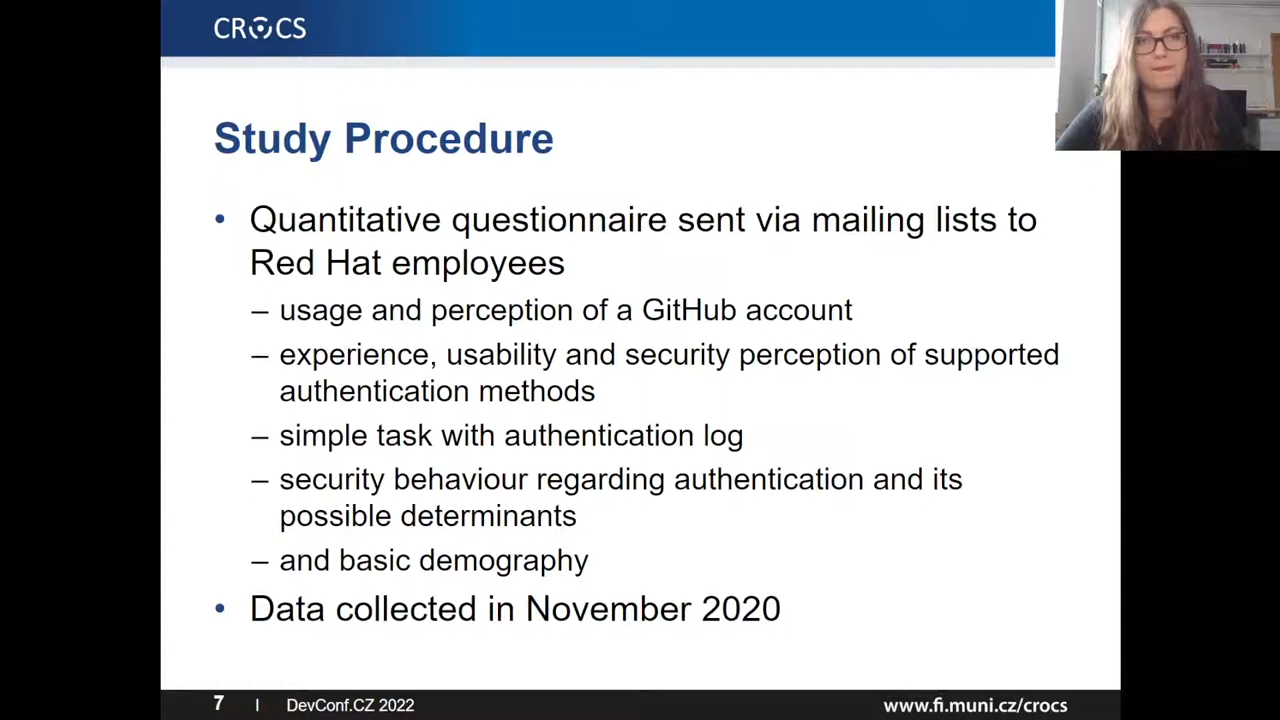 CROCS
Study Procedure
• Quantitative questionnaire sent via mailing lists to
Red Hat employees
– usage and perception of a GitHub account
– experience, usability and security perception of supported
authentication methods
– simple task with authentication log
– security behaviour regarding authentication and its
possible determinants
– and basic demography
• Data collected in November 2020
7 | DevConf.CZ 2022 www.fi.muni.cz/crocs